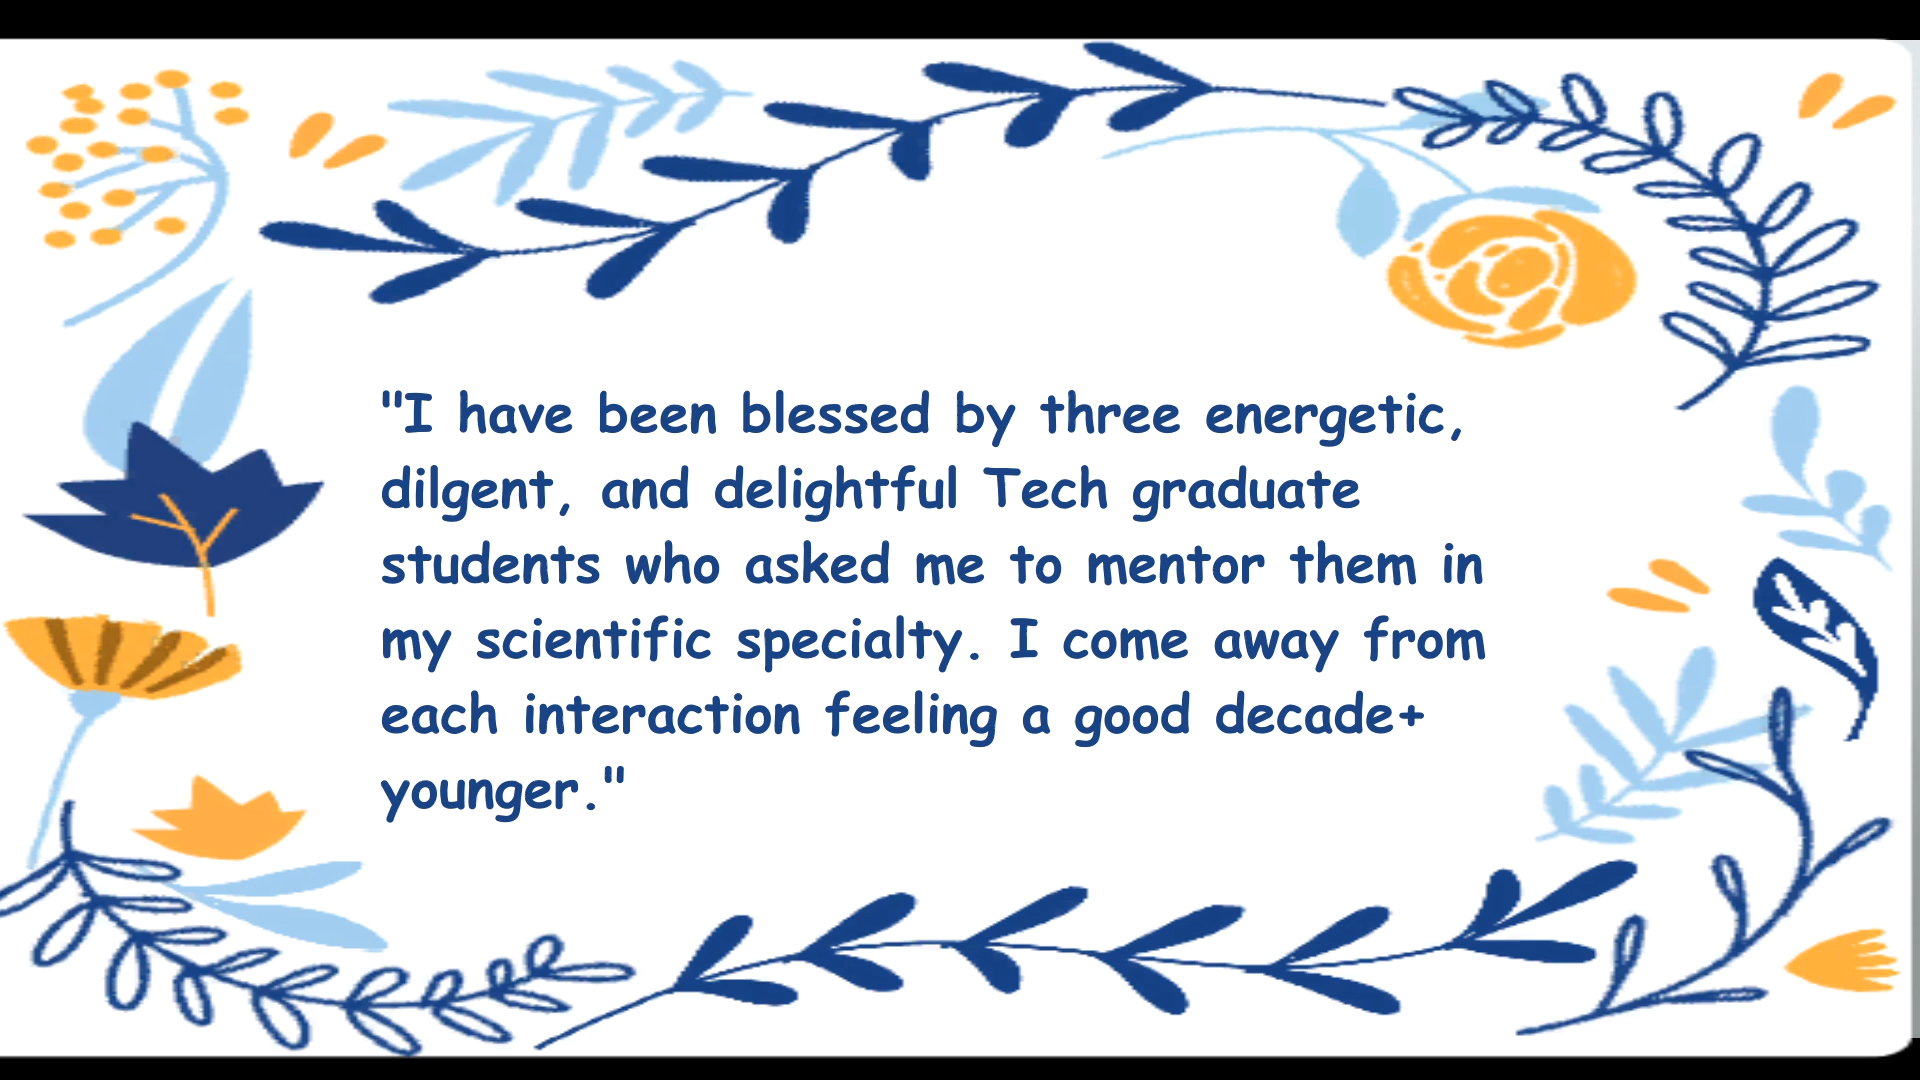 "I have been blessed by three energetic,
dilgent, and delightful Tech graduate
students who asked me to mentor them in
my scientific specialty. I come away from
each interaction feeling a good decade+
younger."